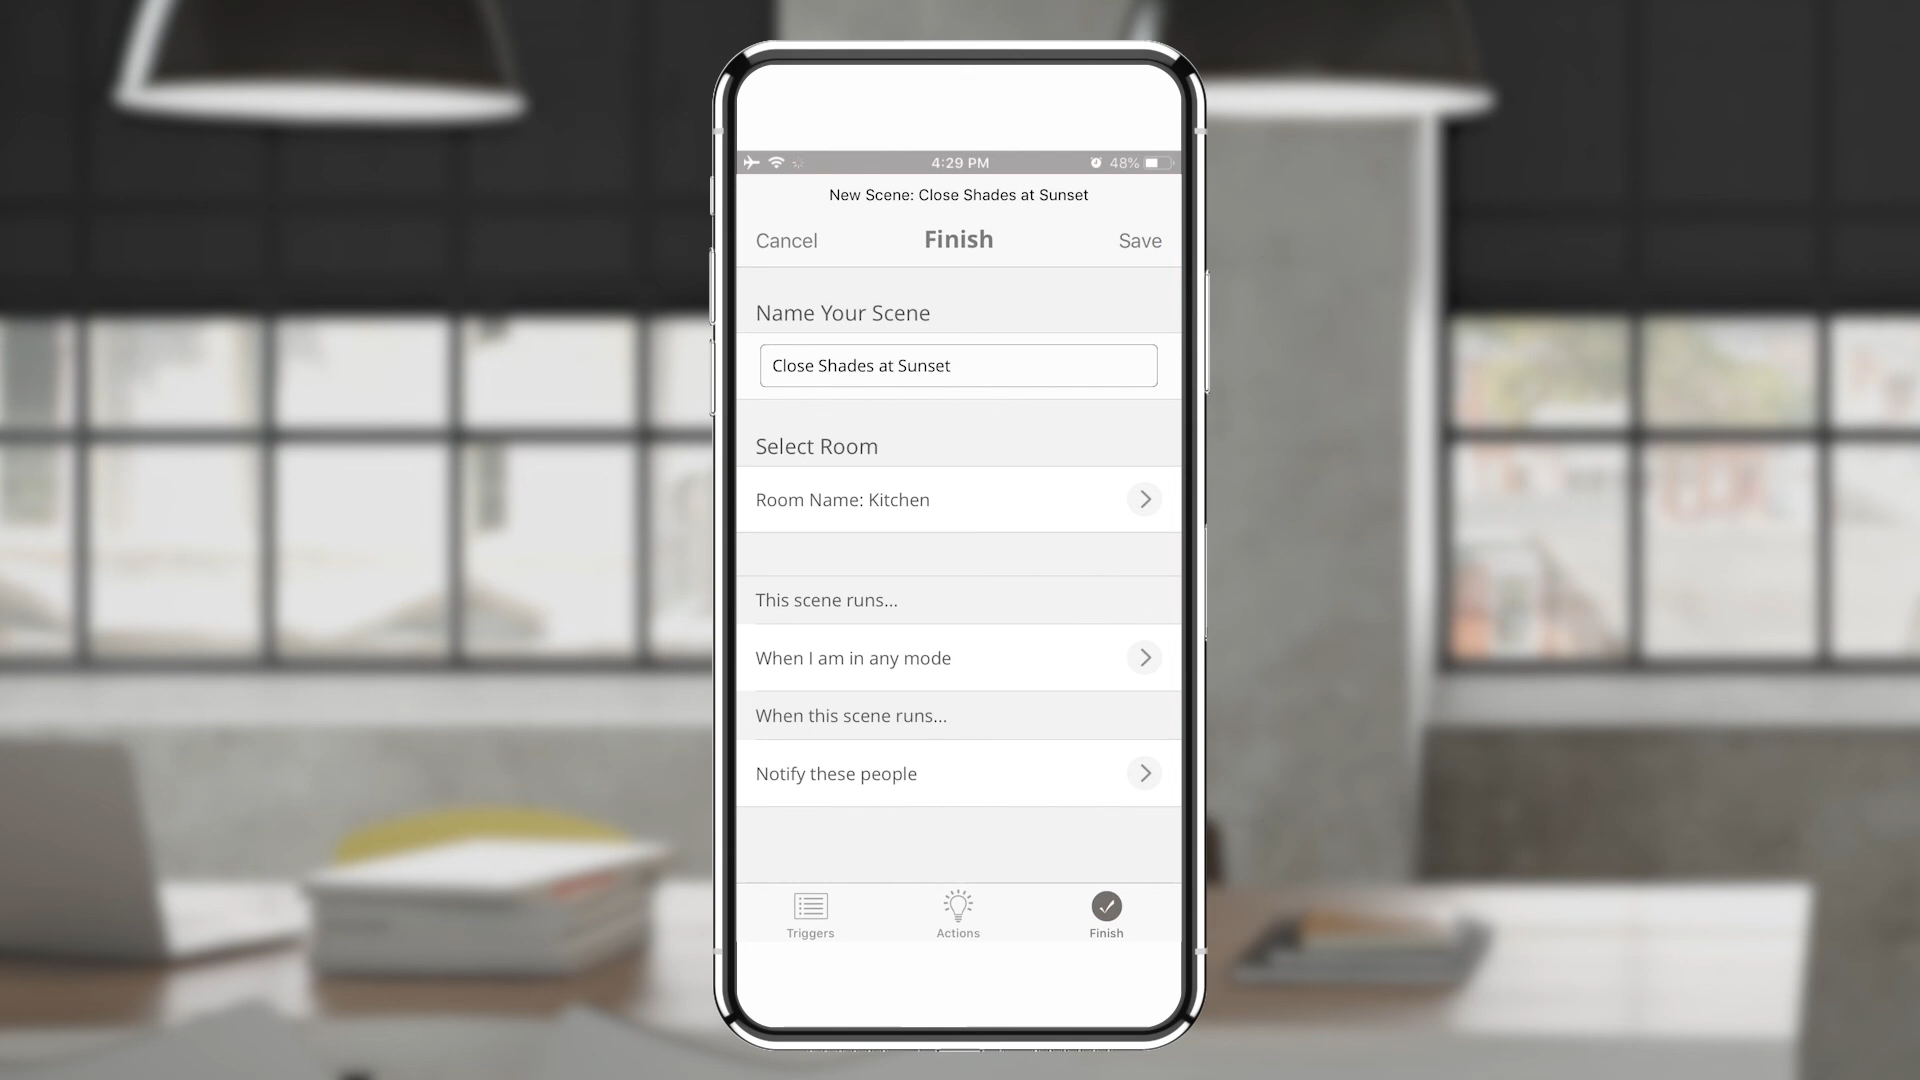 4:29 PM
48%
New Scene: Close Shades at Sunset
Cancel
Finish
Save
Name Your Scene
Close Shades at Sunset
Select Room
Room Name: Kitchen
This scene runs...
When I am in any mode
When this scene runs...
Notify these people
Triggers
Actions
Finish